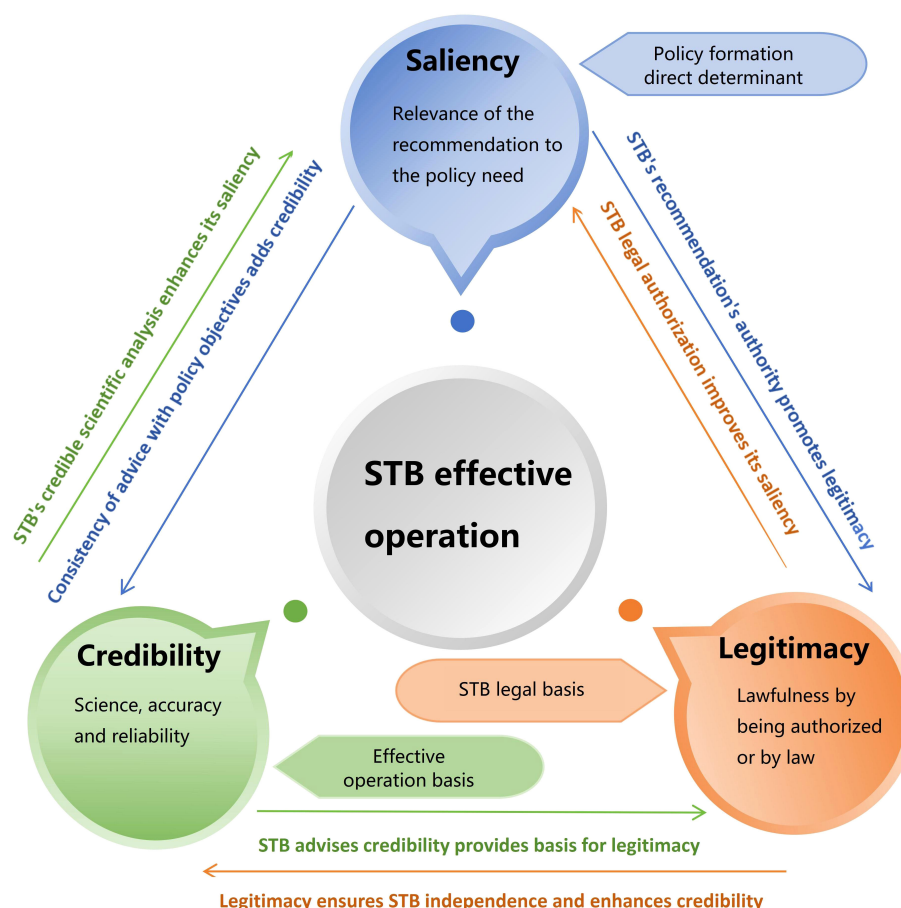 Saliency
Relevance of the
recommendation to
the policy need
Policy formation
direct determinant
STB's credible scientific analysis enhances its saliency
Consistency of advice with policy objectives adds credibility
STB's recommendation's authority promotes legitimacy
STB legal authorization improves its saliency
STB effective
operation
Credibility
Science, accuracy
and reliability
Legitimacy
Lawfulness by
being authorized
or by law
STB legal basis
Effective
operation basis
STB advises credibility provides basis for legitimacy
Legitimacy ensures STB independence and enhances credibility